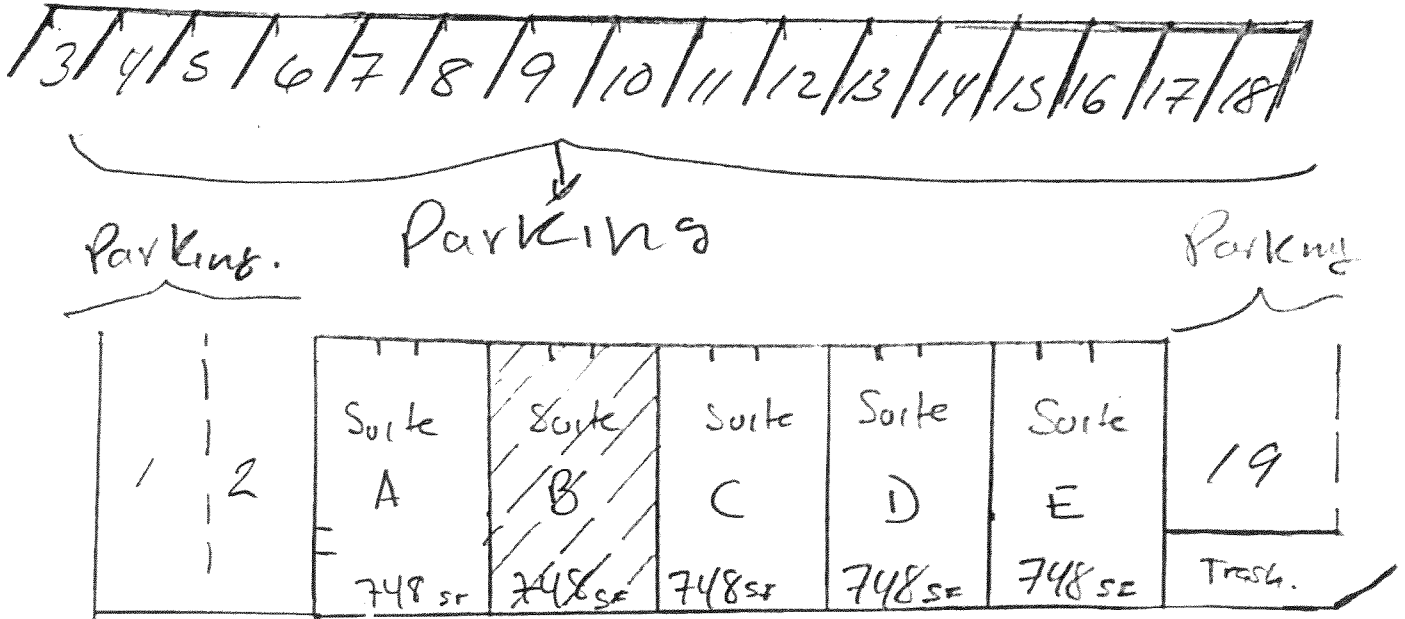 3 4 5 6 7 8 9 10 11 12 13 14 15 16 17 18
Parking
Parking.
Parking
1 2
Suite A 748 SF
Suite B 748 SF
Suite C 748 SF
Suite D 748 SF
Suite E 748 SF
19
Trash.